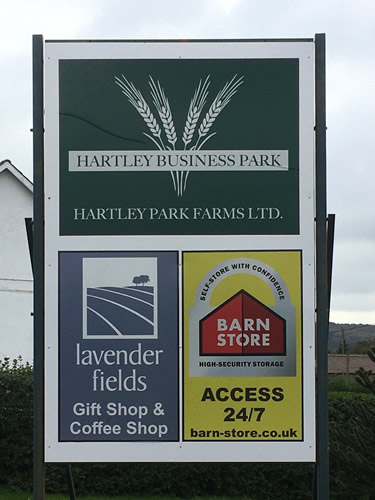 HARTLEY BUSINESS PARK
HARTLEY PARK FARMS LTD.
lavender
fields
Gift Shop &
Coffee Shop
SELF-STORE WITH CONFIDENCE
BARN
STORE
HIGH-SECURITY STORAGE
ACCESS
24/7
barn-store.co.uk